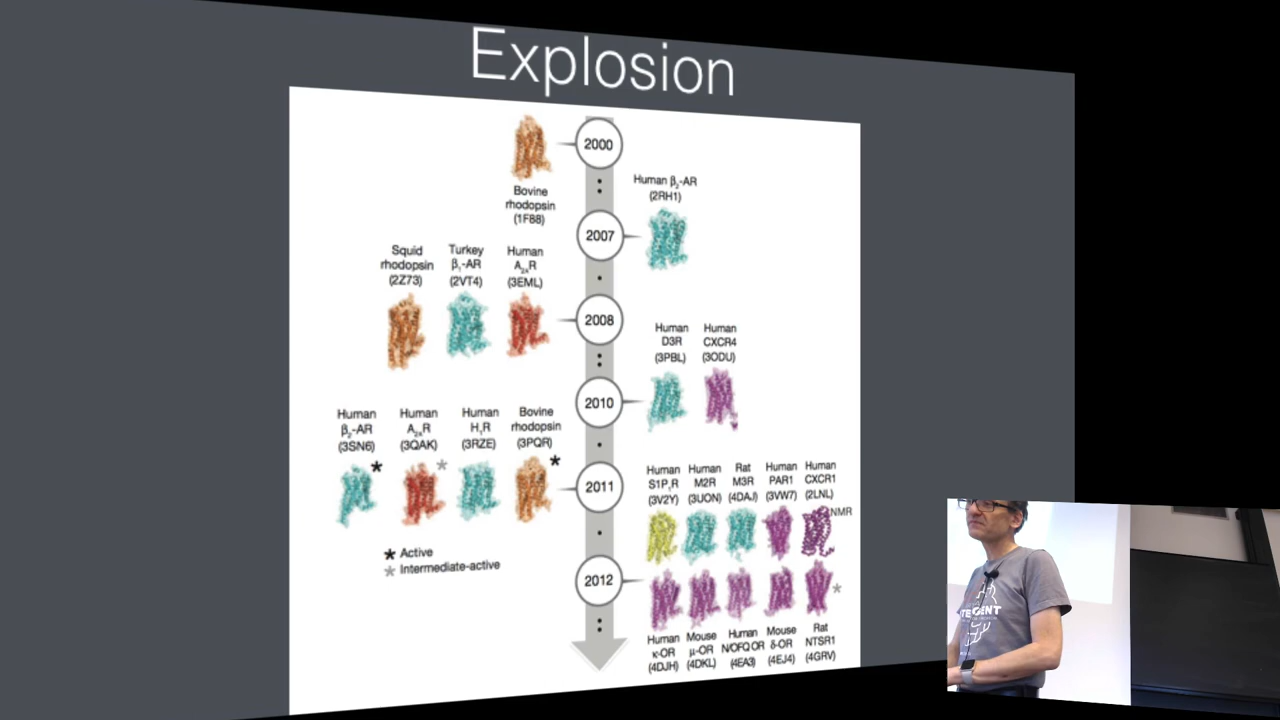 Explosion
2000
Bovine
rhodopsin
(1F88)
Human β₂-AR
(2RH1)
2007
Squid
rhodopsin
(2Z73)
Turkey
β₁-AR
(2VT4)
Human
A₂ₐR
(3EML)
2008
Human
D3R
(3PBL)
Human
CXCR4
(3ODU)
2010
Human
β₂-AR
(3SN6)
*
Human
A₂ₐR
(3QAK)
*
Human
H₁R
(3RZE)
Bovine
rhodopsin
(3PQR)
*
2011
Human
S1P₁R
(3V2Y)
Human
M2R
(3UON)
Rat
M3R
(4DAJ)
Human
PAR1
(3VW7)
Human
CXCR1
(2LNL)
NMR
* Active
* Intermediate-active
2012
*
Human
κ-OR
(4DJH)
Mouse
μ-OR
(4DKL)
Human
N/OFQ OR
(4EA3)
Mouse
δ-OR
(4EJ4)
Rat
NTSR1
(4GRV)